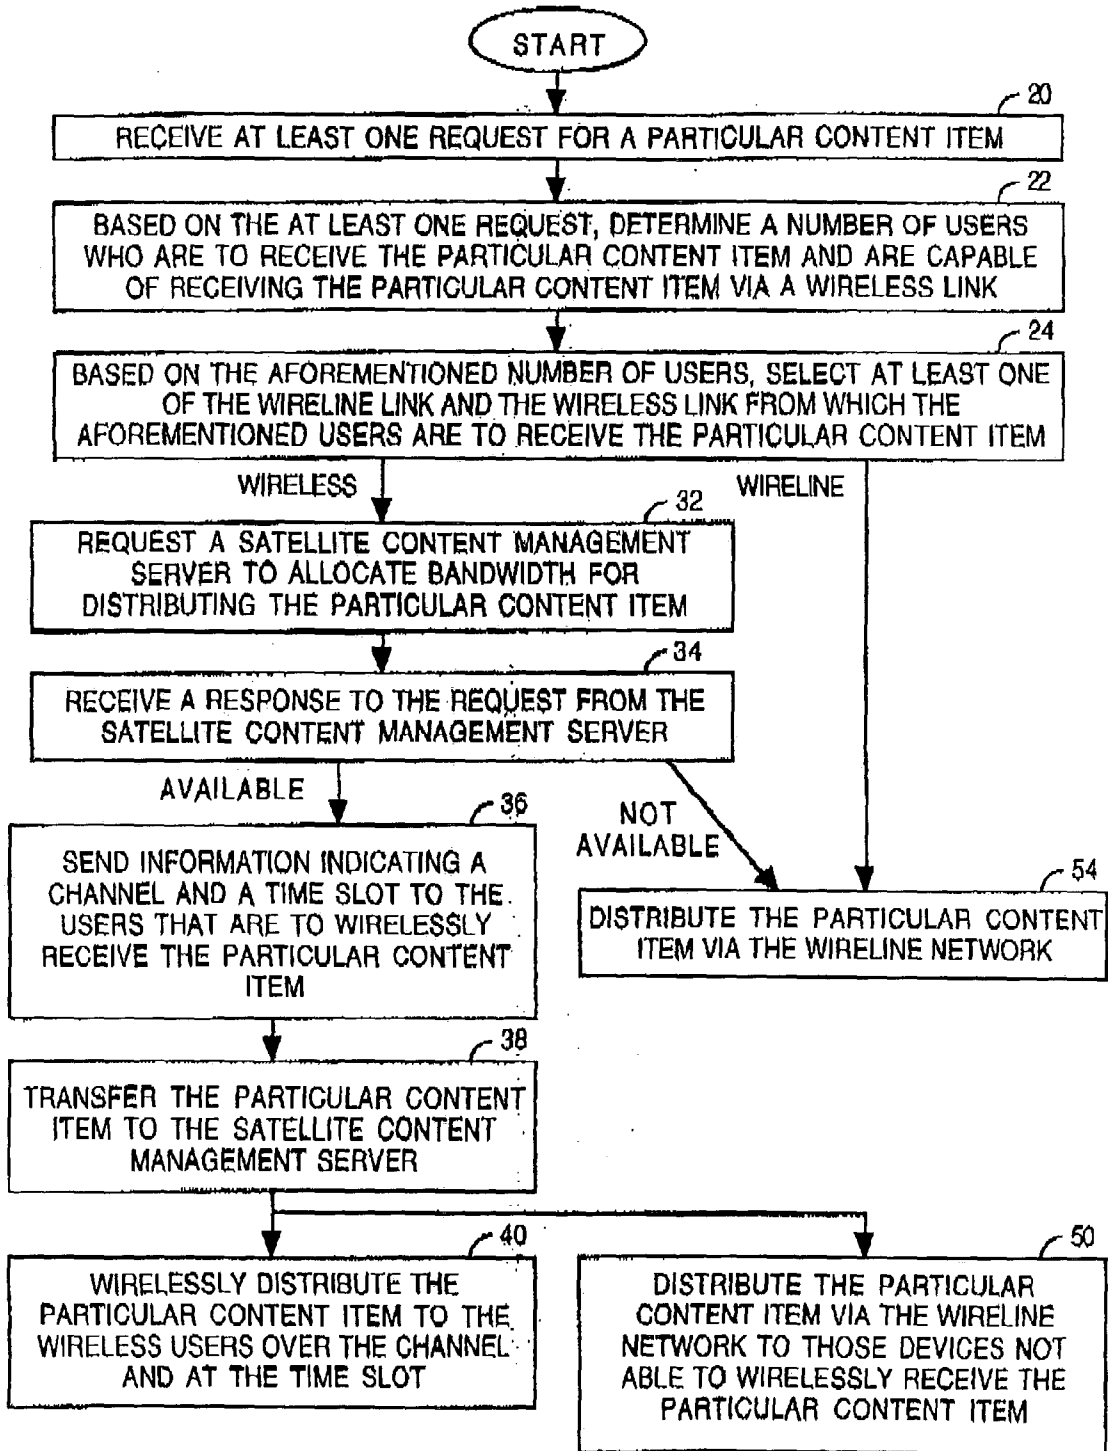 START
20
RECEIVE AT LEAST ONE REQUEST FOR A PARTICULAR CONTENT ITEM
22
BASED ON THE AT LEAST ONE REQUEST, DETERMINE A NUMBER OF USERS
WHO ARE TO RECEIVE THE PARTICULAR CONTENT ITEM AND ARE CAPABLE
OF RECEIVING THE PARTICULAR CONTENT ITEM VIA A WIRELESS LINK
24
BASED ON THE AFOREMENTIONED NUMBER OF USERS, SELECT AT LEAST ONE
OF THE WIRELINE LINK AND THE WIRELESS LINK FROM WHICH THE
AFOREMENTIONED USERS ARE TO RECEIVE THE PARTICULAR CONTENT ITEM
WIRELESS
WIRELINE
32
REQUEST A SATELLITE CONTENT MANAGEMENT
SERVER TO ALLOCATE BANDWIDTH FOR
DISTRIBUTING THE PARTICULAR CONTENT ITEM
34
RECEIVE A RESPONSE TO THE REQUEST FROM THE
SATELLITE CONTENT MANAGEMENT SERVER
AVAILABLE
NOT
AVAILABLE
36
SEND INFORMATION INDICATING A
CHANNEL AND A TIME SLOT TO THE
USERS THAT ARE TO WIRELESSLY
RECEIVE THE PARTICULAR CONTENT
ITEM
54
DISTRIBUTE THE PARTICULAR CONTENT
ITEM VIA THE WIRELINE NETWORK
38
TRANSFER THE PARTICULAR CONTENT
ITEM TO THE SATELLITE CONTENT
MANAGEMENT SERVER
40
WIRELESSLY DISTRIBUTE THE
PARTICULAR CONTENT ITEM TO THE
WIRELESS USERS OVER THE CHANNEL
AND AT THE TIME SLOT
50
DISTRIBUTE THE PARTICULAR
CONTENT ITEM VIA THE WIRELINE
NETWORK TO THOSE DEVICES NOT
ABLE TO WIRELESSLY RECEIVE THE
PARTICULAR CONTENT ITEM